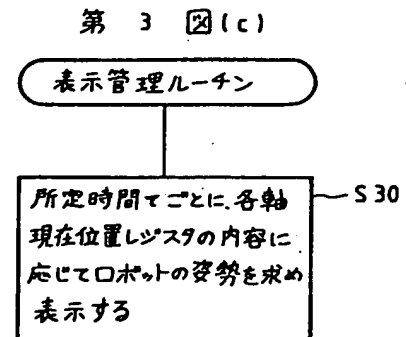 第 3 図(c)
表示管理ルーチン
所定時間てごとに、各軸
現在位置レジスタの内容に
応じてロボットの姿勢を求め
表示する
S30